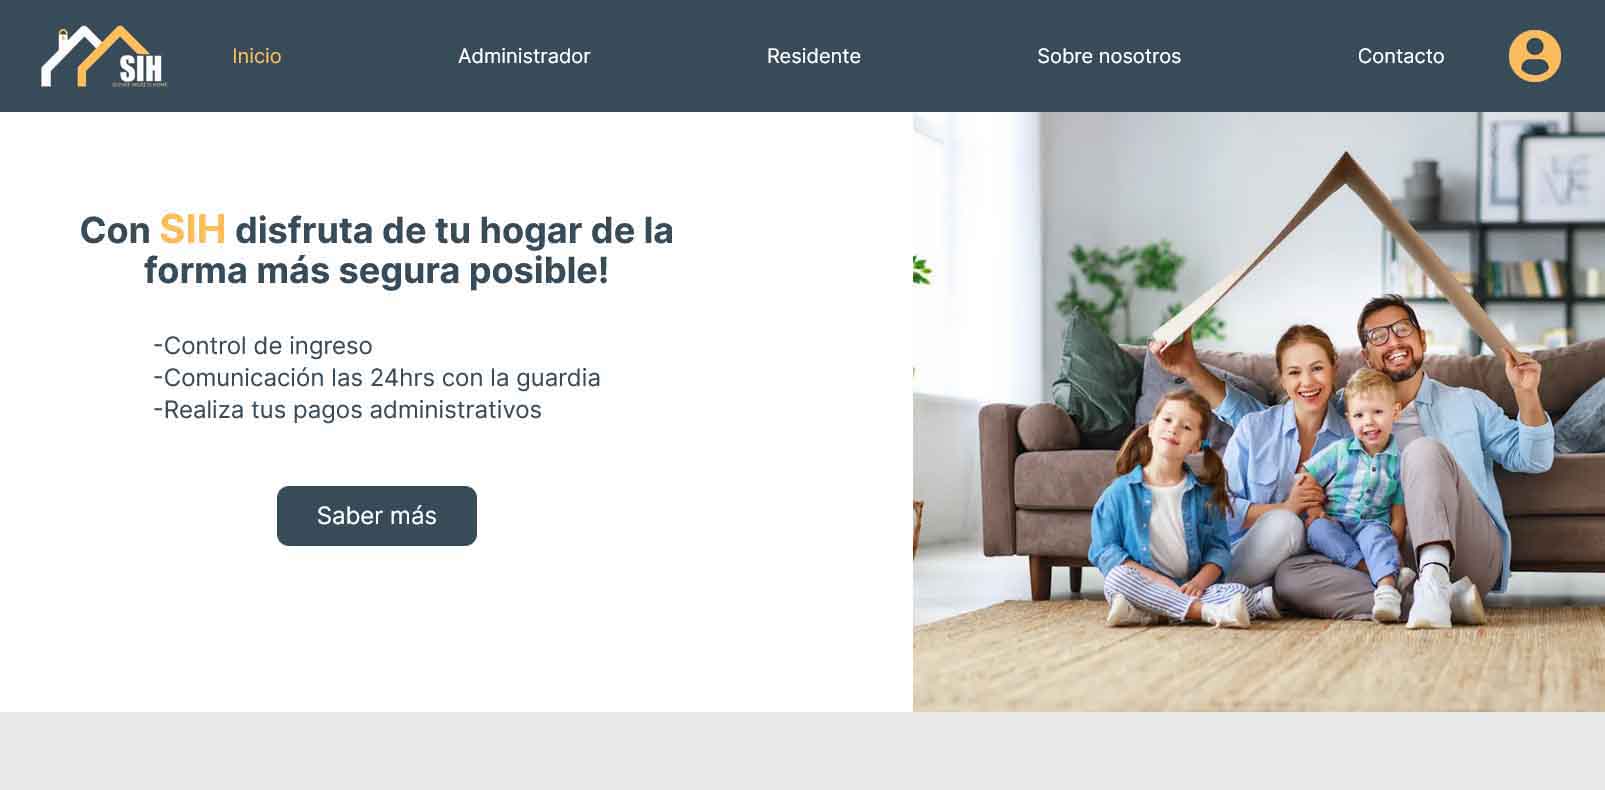 SIH
Inicio
Administrador
Residente
Sobre nosotros
Contacto
Con SIH disfruta de tu hogar de la
forma más segura posible!
-Control de ingreso
-Comunicación las 24hrs con la guardia
-Realiza tus pagos administrativos
Saber más